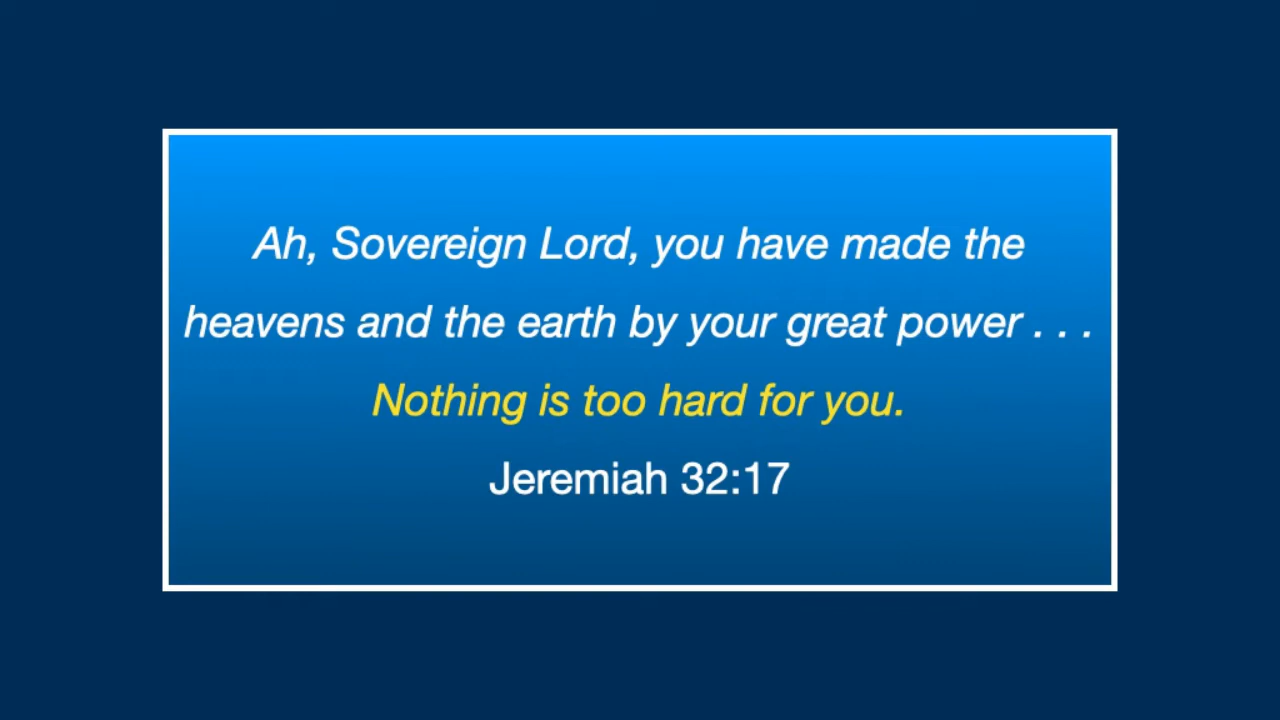 Ah, Sovereign Lord, you have made the
heavens and the earth by your great power . . .
Nothing is too hard for you.
Jeremiah 32:17